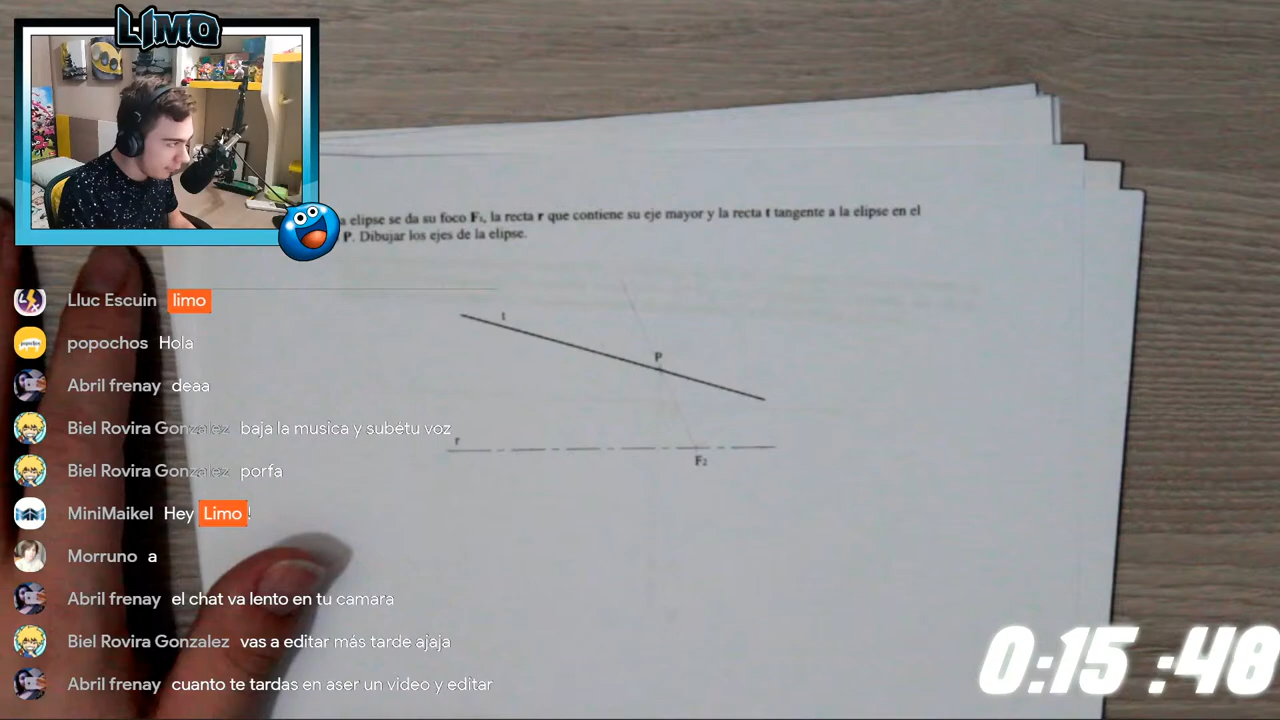 LIMO
a elipse se da su foco F₁, la recta r que contiene su eje mayor y la recta t tangente a la elipse en el
P. Dibujar los ejes de la elipse.
t
P
r
F₂
Lluc Escuin limo
popochos Hola
Abril frenay deaa
Biel Rovira Gonzalez baja la musica y subétu voz
Biel Rovira Gonzalez porfa
MiniMaikel Hey Limo!
Morruno a
Abril frenay el chat va lento en tu camara
Biel Rovira Gonzalez vas a editar más tarde ajaja
Abril frenay cuanto te tardas en aser un video y editar
0:15:48